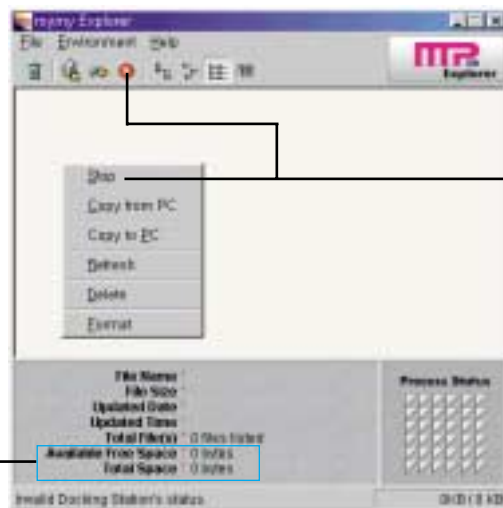 mymy Explorer
File Environment Help
Explorer
Stop
Copy from PC
Copy to PC
Refresh
Delete
Format
File Name :
File Size :
Updated Date :
Updated Time :
Total File(s) : 0 files listed
Available Free Space : 0 bytes
Total Space : 0 bytes
Process Status
Invalid Docking Station's status.